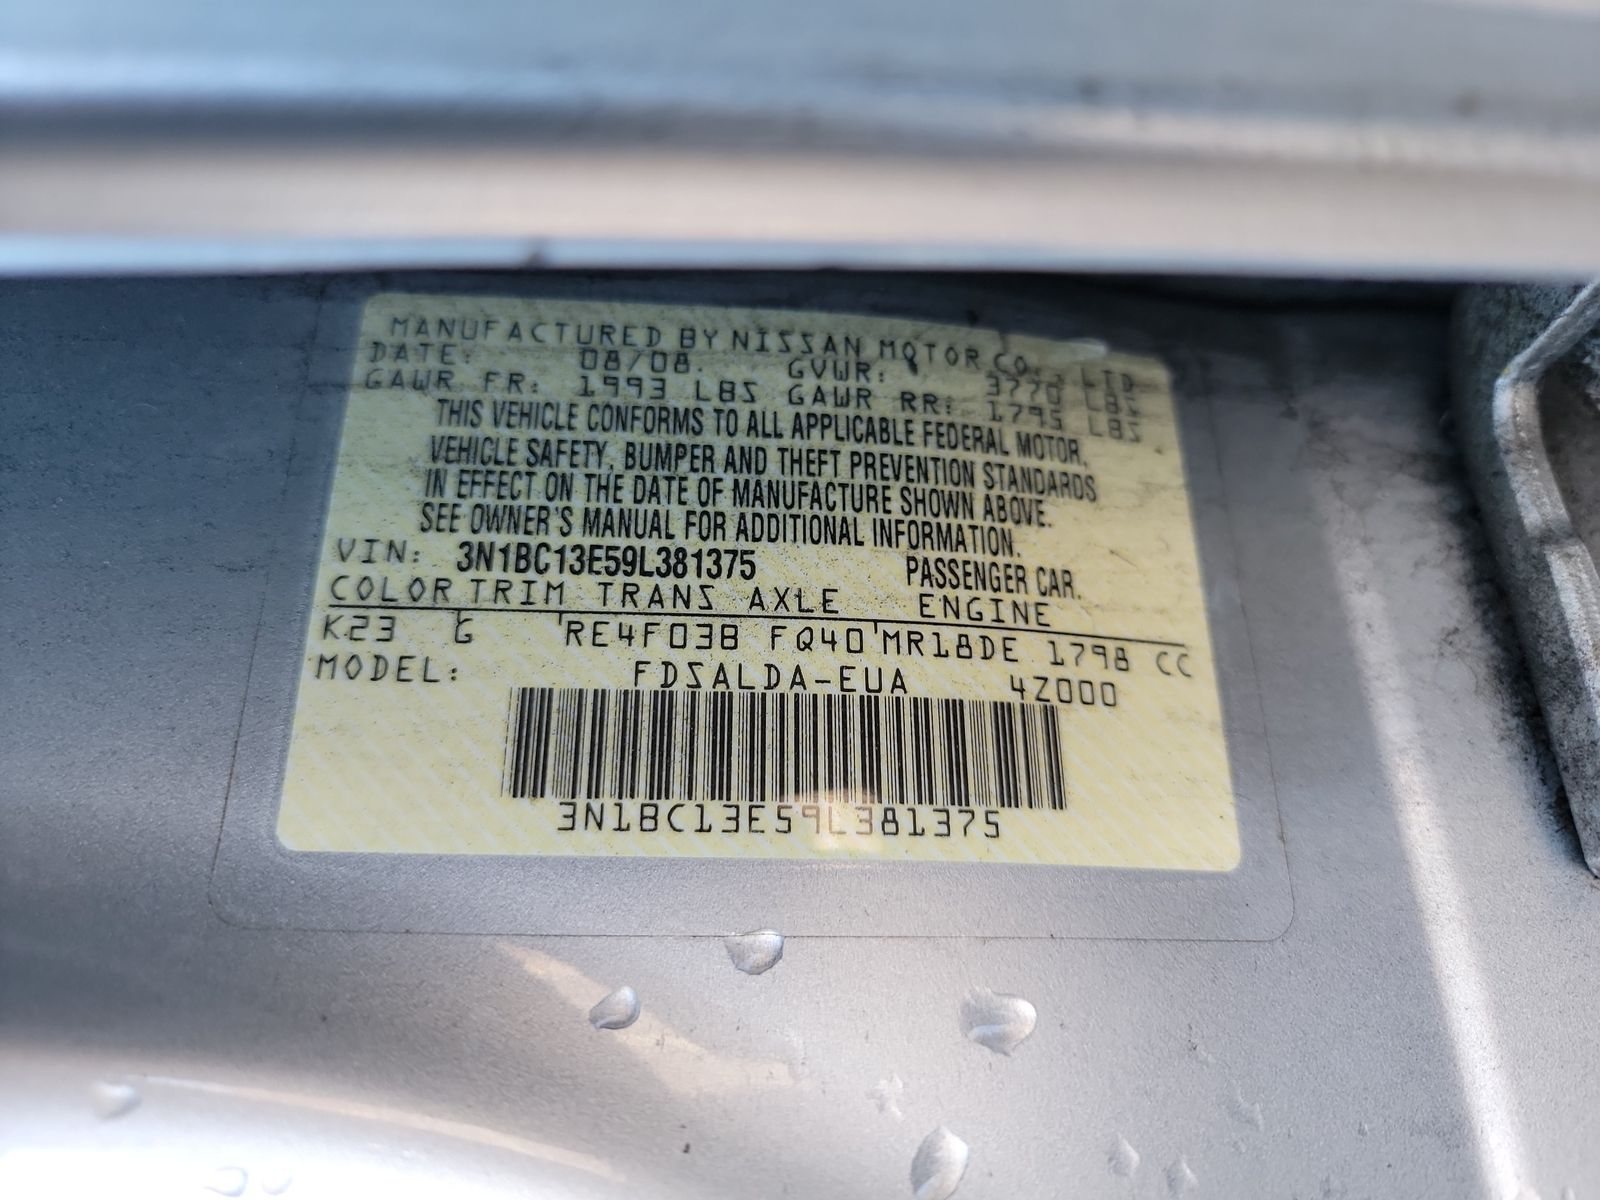 MANUFACTURED BY NISSAN MOTOR CO., LTD
DATE: 08/08. GVWR: 3770 LBS
GAWR FR: 1993 LBS GAWR RR: 1795 LBS
THIS VEHICLE CONFORMS TO ALL APPLICABLE FEDERAL MOTOR,
VEHICLE SAFETY, BUMPER AND THEFT PREVENTION STANDARDS
IN EFFECT ON THE DATE OF MANUFACTURE SHOWN ABOVE.
SEE OWNER'S MANUAL FOR ADDITIONAL INFORMATION.
VIN: 3N1BC13E59L381375 PASSENGER CAR.
COLOR TRIM TRANS AXLE ENGINE
K23 G RE4F03B FQ40 MR18DE 1798 CC
MODEL: FDSALDA-EUA 4Z000
3N1BC13E59L381375